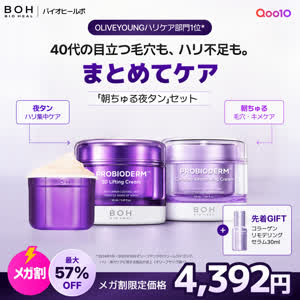 BOH
BIO HEAL
バイオヒールボ
Qoo10
OLIVEYOUNGハリケア部門1位*
40代の目立つ毛穴も、ハリ不足も。
まとめてケア
「朝ちゅる夜タン」セット
夜タン
ハリ集中ケア
朝ちゅる
毛穴・キメケア
PROBIODERM™
3D Lifting Cream
BOH
BIO HEAL
PROBIODERM™
BOH
BIO HEAL
先着GIFT
コラーゲン
リモデリング
セラム30ml
メガ割
最大
57%
OFF
メガ割限定価格
4,392円